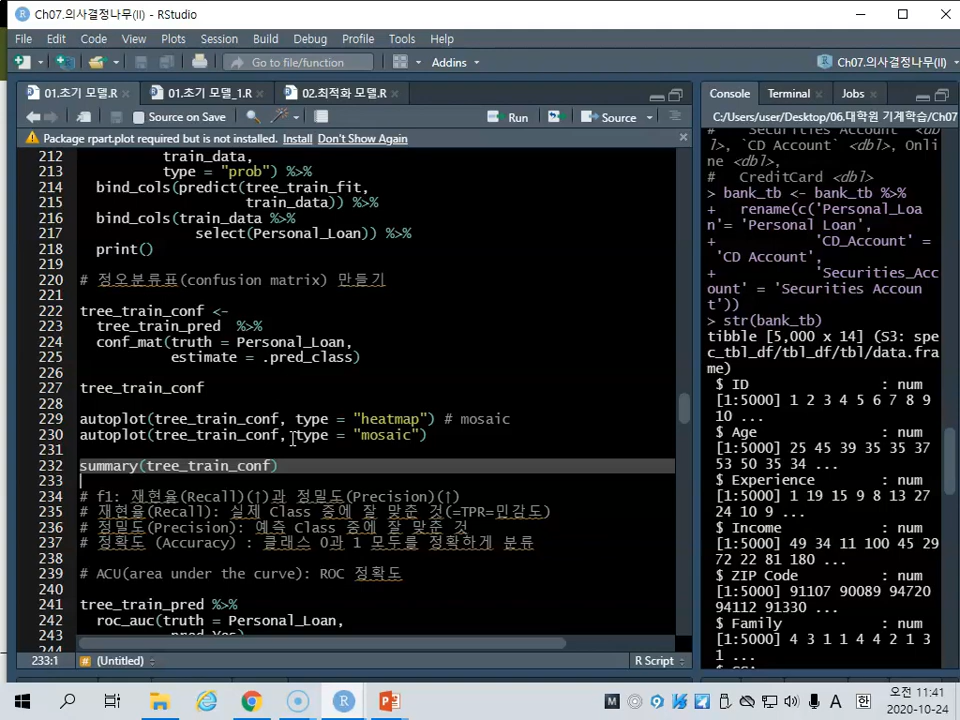 Ch07.의사결정나무(II) - RStudio
File Edit Code View Plots Session Build Debug Profile Tools Help
Go to file/function Addins Ch07.의사결정나무(II)
01.초기 모델.R 01.초기 모델_1.R 02.최적화 모델.R
Source on Save Run Source
Package rpart.plot required but is not installed. Install Don't Show Again
212 train_data,
213 type = "prob") %>%
214 bind_cols(predict(tree_train_fit,
215 train_data)) %>%
216 bind_cols(train_data %>%
217 select(Personal_Loan)) %>%
218 print()
219
220 # 정오분류표(confusion matrix) 만들기
221
222 tree_train_conf <-
223 tree_train_pred %>%
224 conf_mat(truth = Personal_Loan,
225 estimate = .pred_class)
226
227 tree_train_conf
228
229 autoplot(tree_train_conf, type = "heatmap") # mosaic
230 autoplot(tree_train_conf, type = "mosaic")
231
232 summary(tree_train_conf)
233
234 # f1: 재현율(Recall)(↑)과 정밀도(Precision)(↑)
235 # 재현율(Recall): 실제 Class 중에 잘 맞춘 것(=TPR=민감도)
236 # 정밀도(Precision): 예측 Class 중에 잘 맞춘 것
237 # 정확도 (Accuracy) : 클래스 0과 1 모두를 정확하게 분류
238
239 # ACU(area under the curve): ROC 정확도
240
241 tree_train_pred %>%
242 roc_auc(truth = Personal_Loan,
243
233:1 (Untitled) R Script
Console Terminal Jobs
C:/Users/user/Desktop/06.대학원 기계학습/Ch07
# Securities Account <db
l>, `CD Account` <dbl>, Onli
ne <dbl>,
# CreditCard <dbl>
> bank_tb <- bank_tb %>%
+ rename(c('Personal_Loa
n'= 'Personal Loan',
+ 'CD_Account' =
'CD Account',
+ 'Securities_Acc
ount' = 'Securities Accoun
t'))
> str(bank_tb)
tibble [5,000 x 14] (S3: spe
c_tbl_df/tbl_df/tbl/data.fra
me)
$ ID : num
[1:5000] 1 2 3 4 5 6 7 8 9
10 ...
$ Age : num
[1:5000] 25 45 39 35 35 37
53 50 35 34 ...
$ Experience : num
[1:5000] 1 19 15 9 8 13 27
24 10 9 ...
$ Income : num
[1:5000] 49 34 11 100 45 29
72 22 81 180 ...
$ ZIP Code : num
[1:5000] 91107 90089 94720
94112 91330 ...
$ Family : num
[1:5000] 4 3 1 1 4 4 2 1 3
1 ...
오전 11:41
A 한
2020-10-24